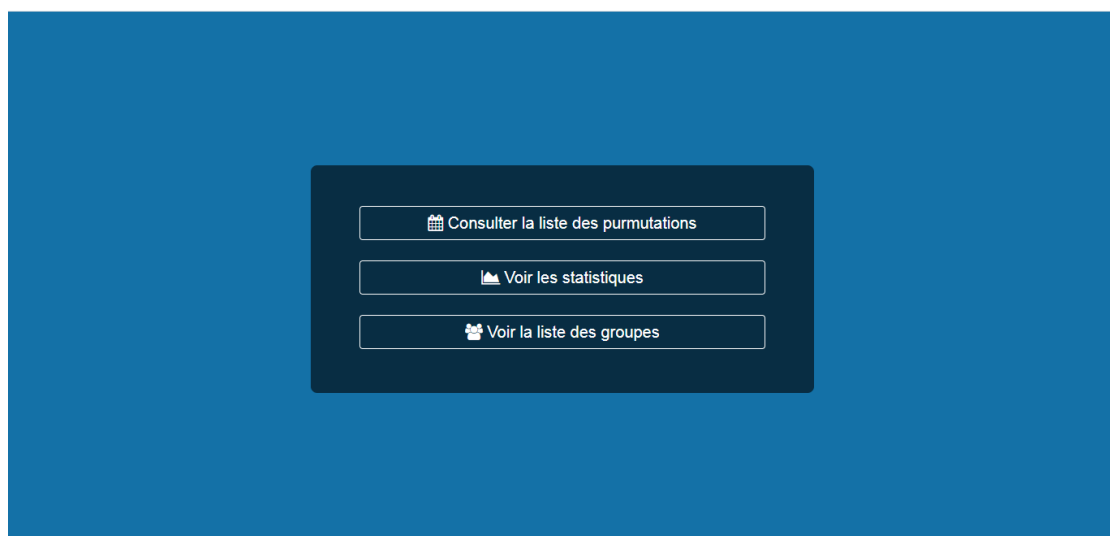 Consulter la liste des purmutations
Voir les statistiques
Voir la liste des groupes